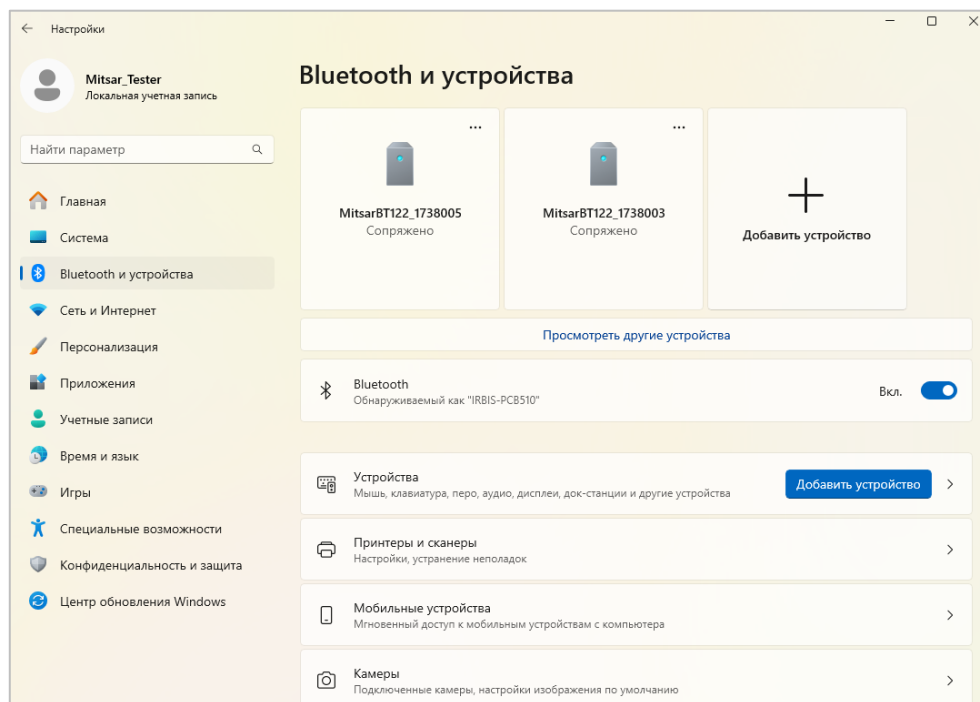 Настройки
Mitsar_Tester
Локальная учетная запись
Найти параметр
Главная
Система
Bluetooth и устройства
Сеть и Интернет
Персонализация
Приложения
Учетные записи
Время и язык
Игры
Специальные возможности
Конфиденциальность и защита
Центр обновления Windows
Bluetooth и устройства
MitsarBT122_1738005
Сопряжено
MitsarBT122_1738003
Сопряжено
Добавить устройство
Просмотреть другие устройства
Bluetooth
Обнаруживаемый как "IRBIS-PCB510"
Вкл.
Устройства
Мышь, клавиатура, перо, аудио, дисплеи, док-станции и другие устройства
Добавить устройство
Принтеры и сканеры
Настройки, устранение неполадок
Мобильные устройства
Мгновенный доступ к мобильным устройствам с компьютера
Камеры
Подключенные камеры, настройки изображения по умолчанию